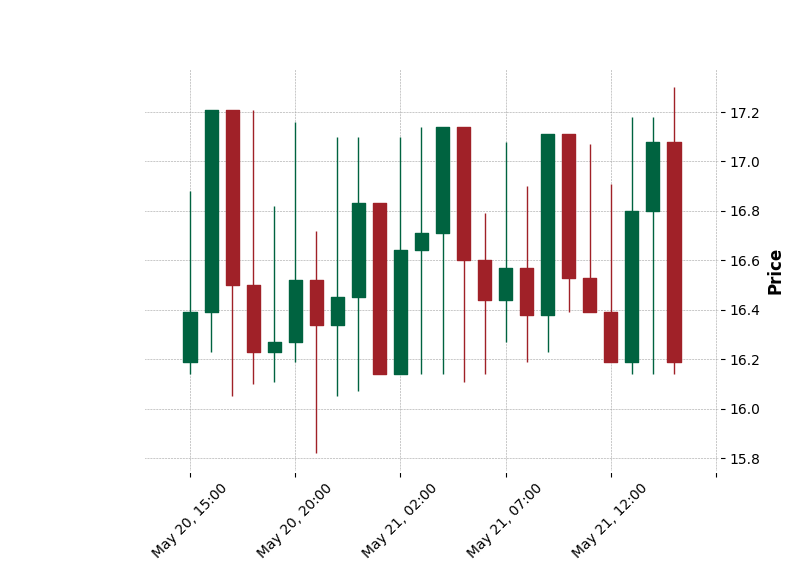 17.2
17.0
16.8
16.6
16.4
16.2
16.0
15.8
Price
May 20, 15:00
May 20, 20:00
May 21, 02:00
May 21, 07:00
May 21, 12:00